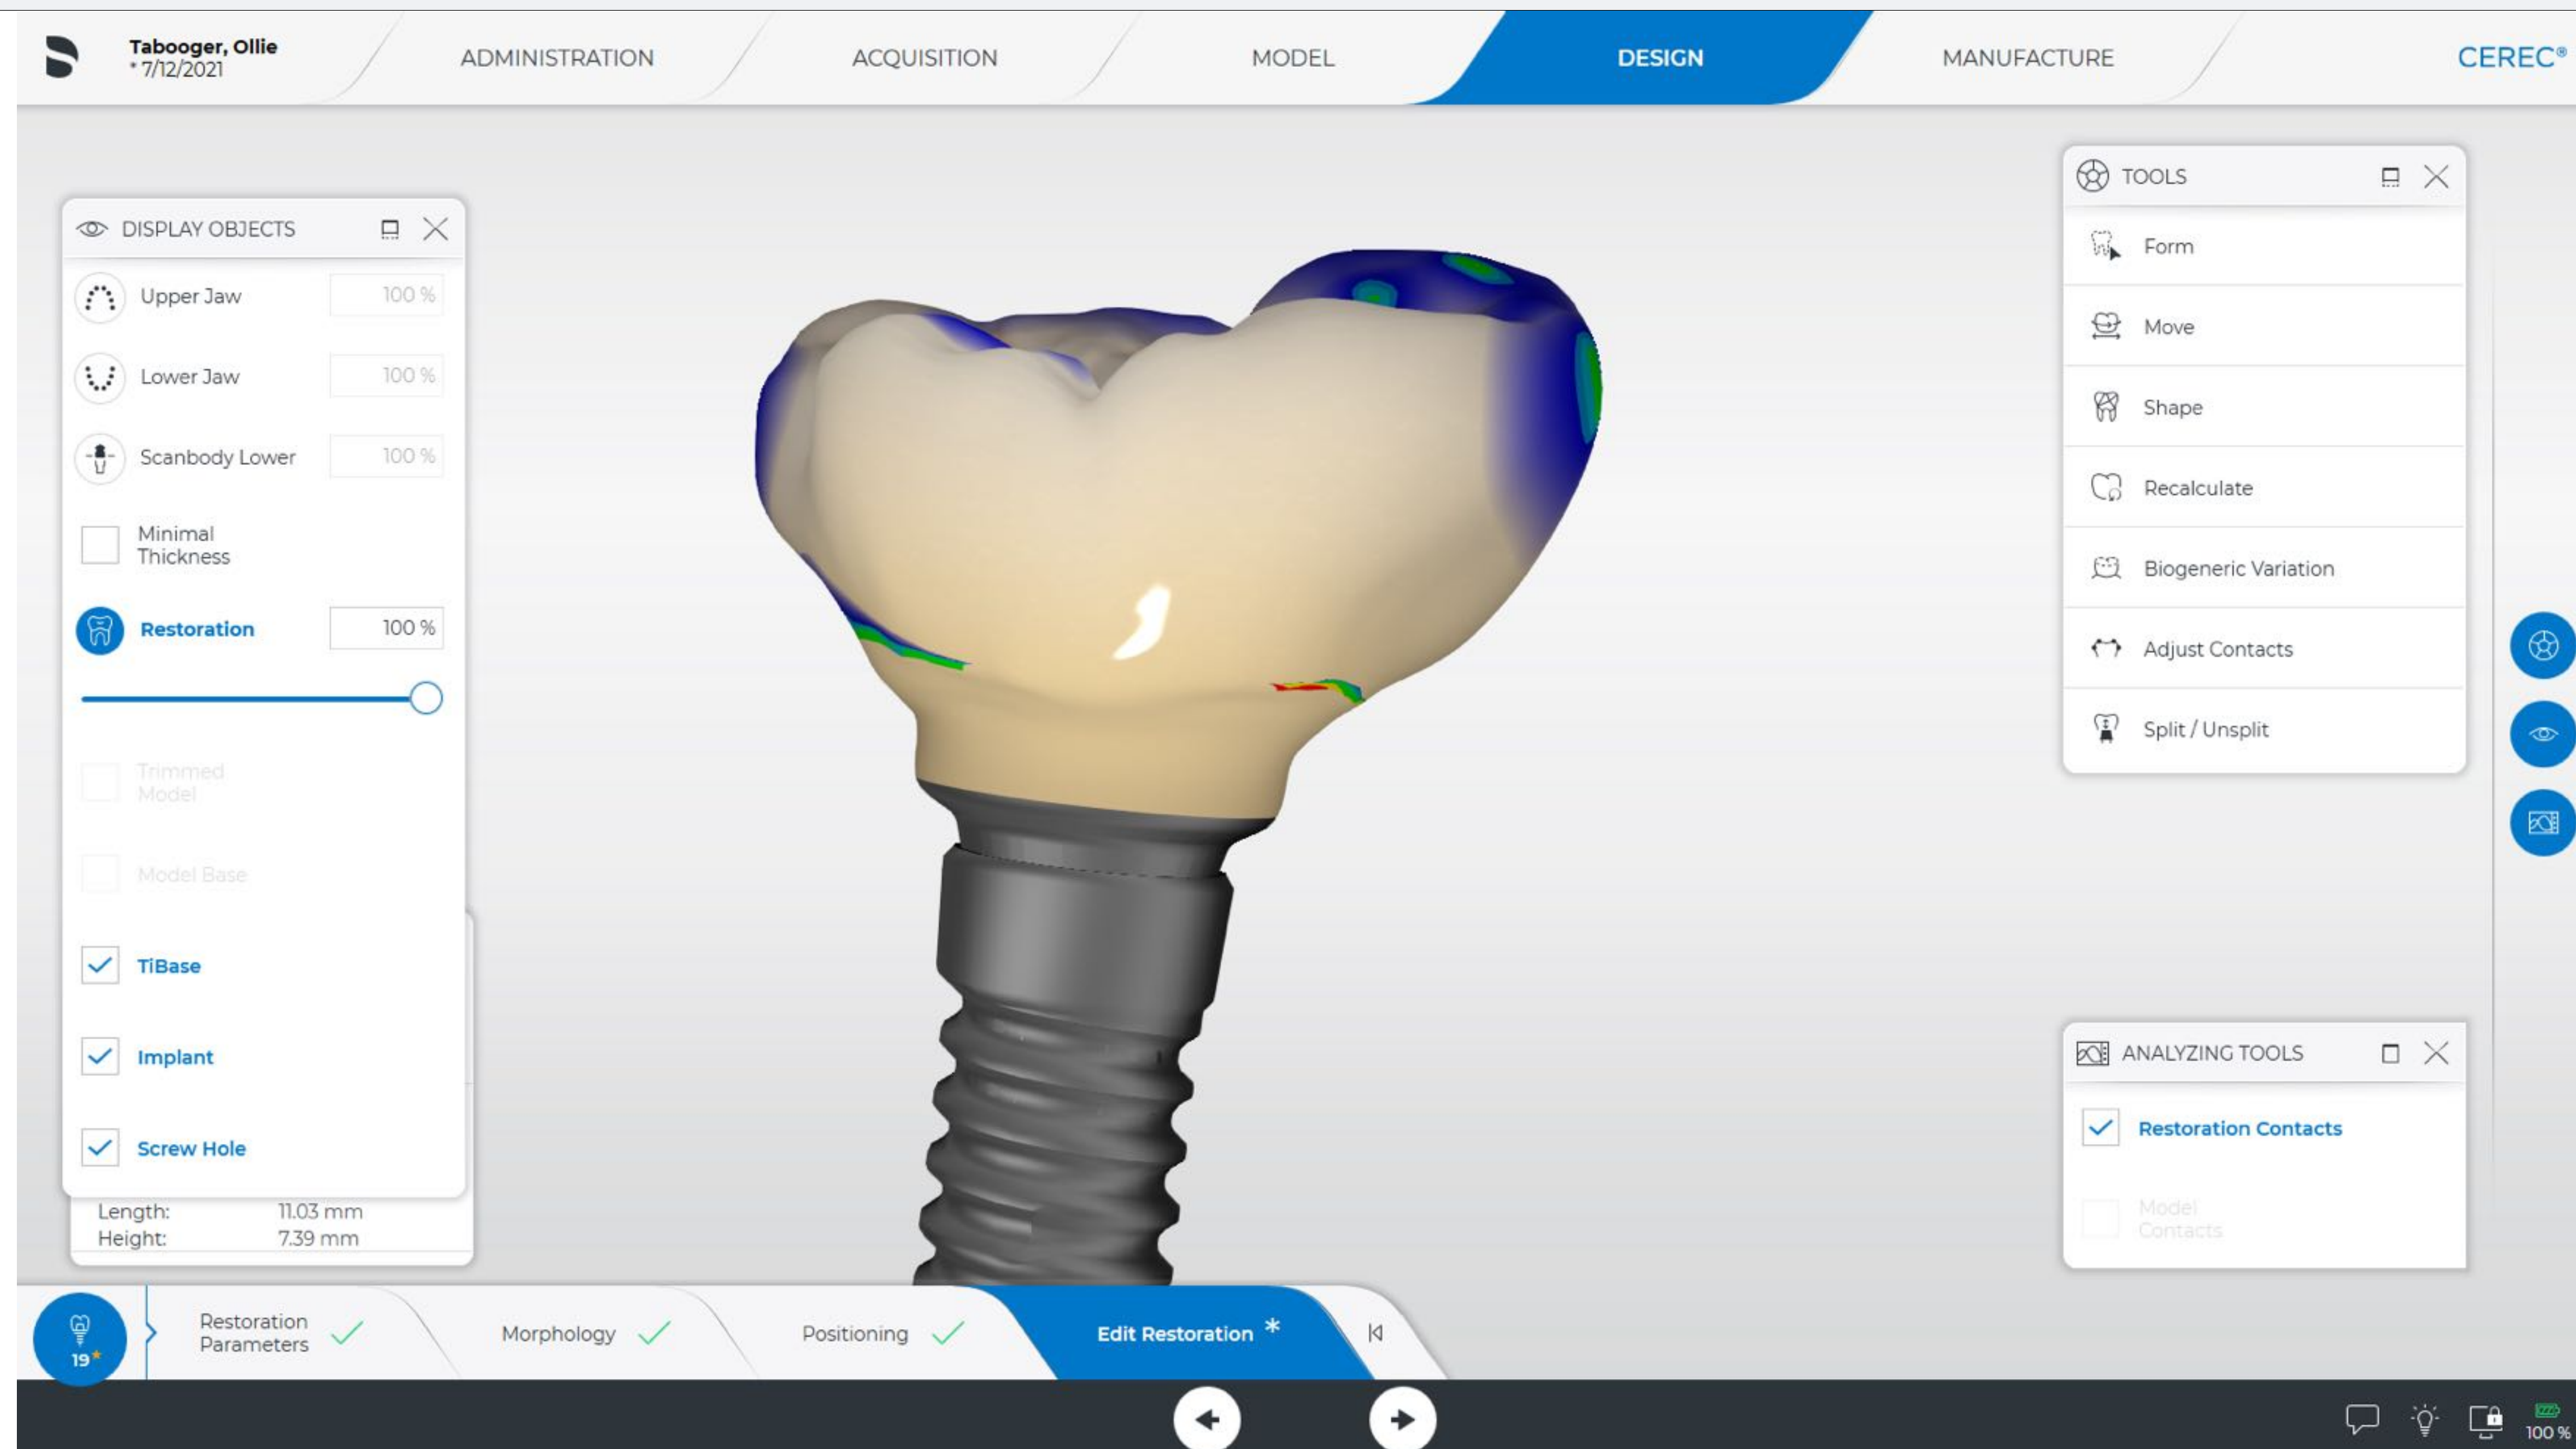 Tabooger, Ollie
* 7/12/2021
ADMINISTRATION
ACQUISITION
MODEL
DESIGN
MANUFACTURE
CEREC®
DISPLAY OBJECTS
Upper Jaw 100 %
Lower Jaw 100 %
Scanbody Lower 100 %
Minimal
Thickness
Restoration 100 %
Trimmed
Model
Model Base
TiBase
Implant
Screw Hole
Length: 11.03 mm
Height: 7.39 mm
TOOLS
Form
Move
Shape
Recalculate
Biogeneric Variation
Adjust Contacts
Split / Unsplit
ANALYZING TOOLS
Restoration Contacts
Model
Contacts
19*
Restoration
Parameters
Morphology
Positioning
Edit Restoration *
100 %